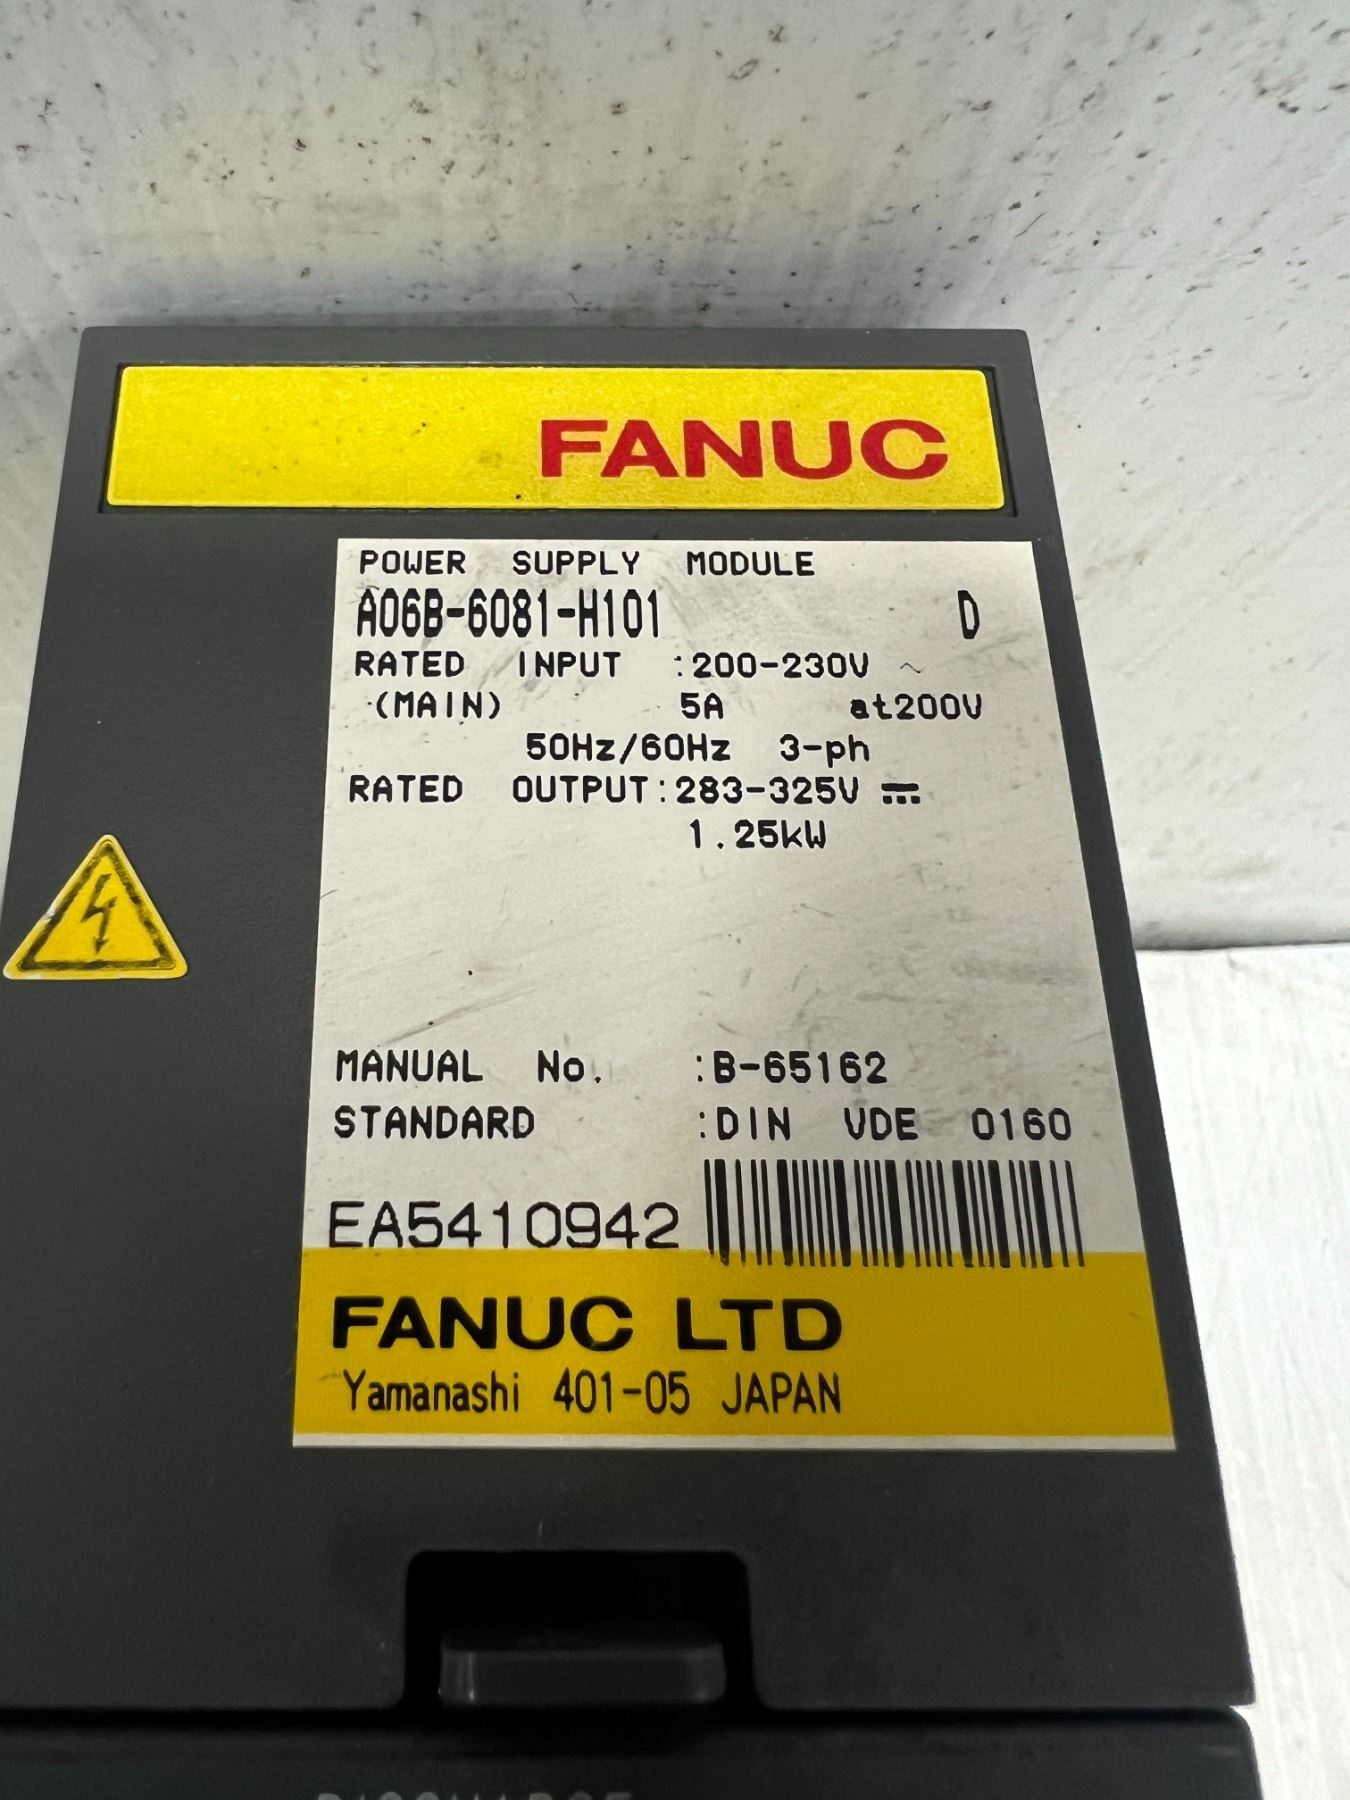 FANUC
POWER SUPPLY MODULE
A06B-6081-H101 D
RATED INPUT :200-230V ~
(MAIN) 5A at200V
50Hz/60Hz 3-ph
RATED OUTPUT:283-325V ⎓
1.25kW
MANUAL No. :B-65162
STANDARD :DIN VDE 0160
EA5410942
FANUC LTD
Yamanashi 401-05 JAPAN